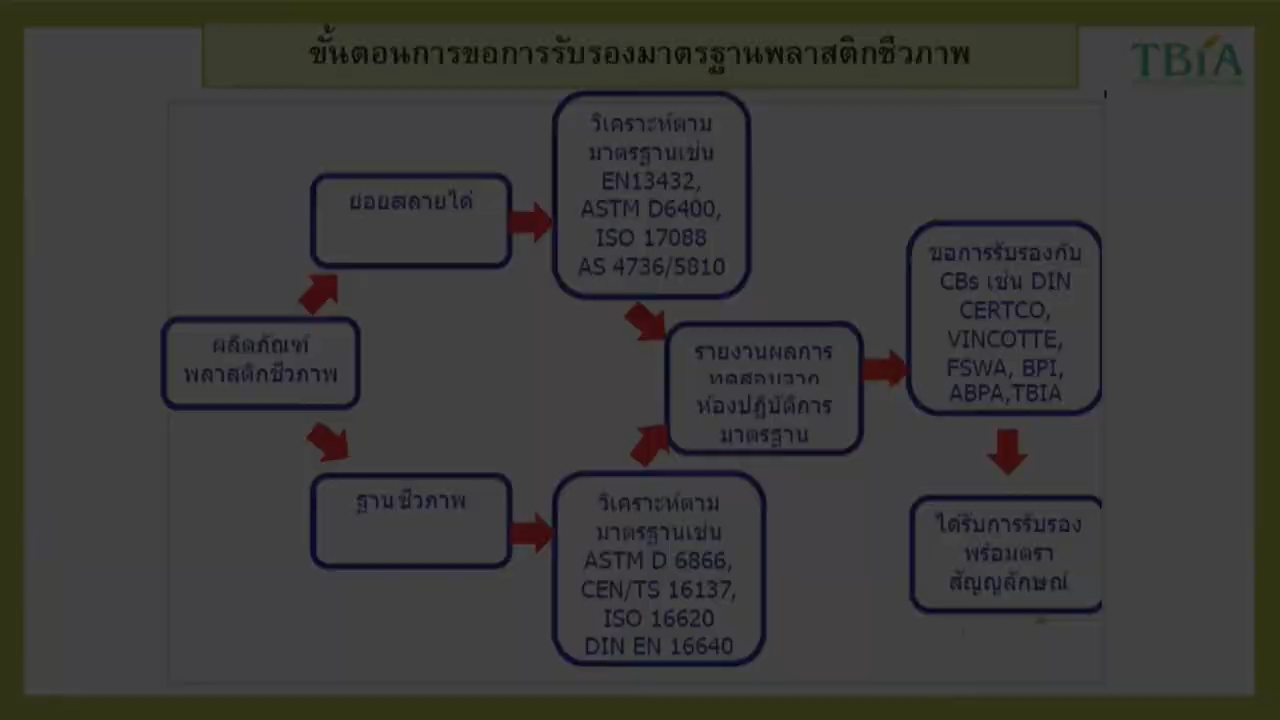 ขั้นตอนการขอการรับรองมาตรฐานพลาสติกชีวภาพ
TBiA
ผลิตภัณฑ์
พลาสติกชีวภาพ
ย่อยสลายได้
วิเคราะห์ตาม
มาตรฐานเช่น
EN13432,
ASTM D6400,
ISO 17088
AS 4736/5810
ฐานชีวภาพ
วิเคราะห์ตาม
มาตรฐานเช่น
ASTM D 6866,
CEN/TS 16137,
ISO 16620
DIN EN 16640
รายงานผลการ
ทดสอบจาก
ห้องปฏิบัติการ
มาตรฐาน
ขอการรับรองกับ
CBs เช่น DIN
CERTCO,
VINCOTTE,
FSWA, BPI,
ABPA,TBIA
ได้รับการรับรอง
พร้อมตรา
สัญญลักษณ์